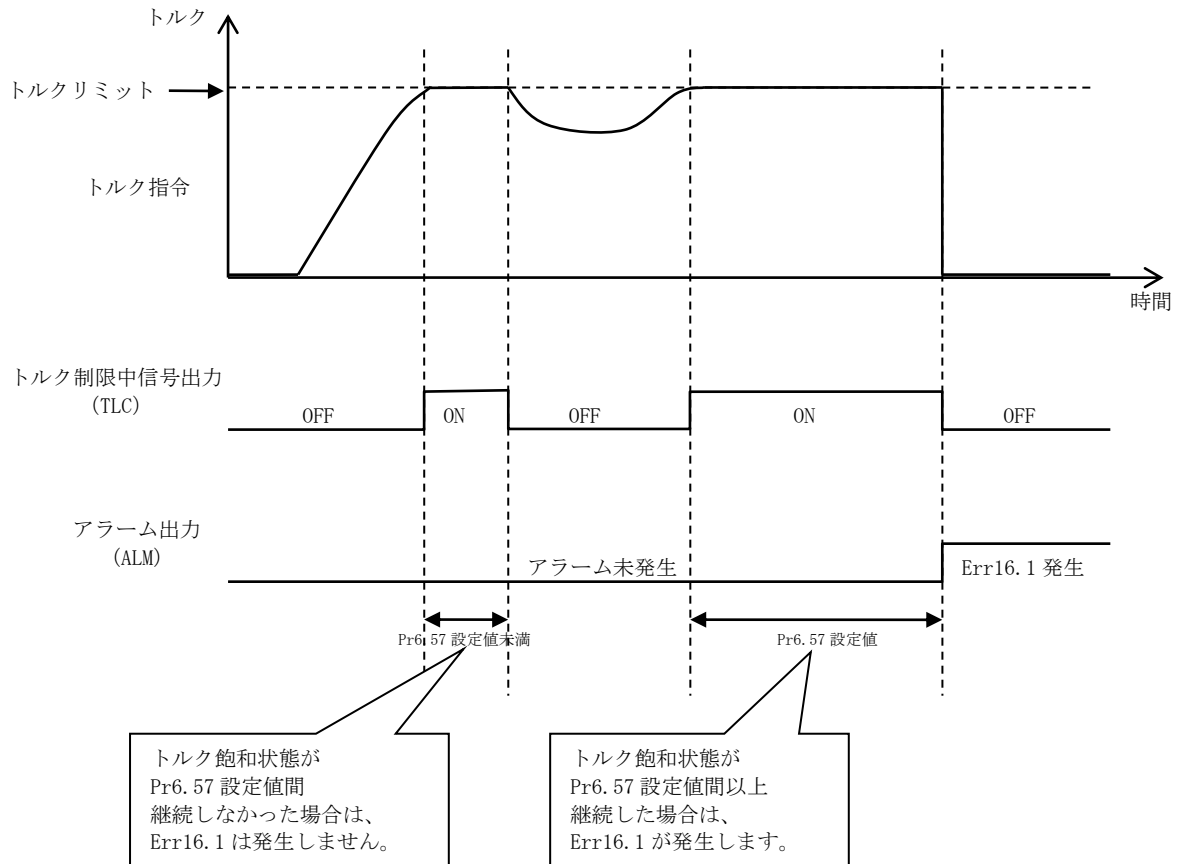 トルク
トルクリミット
トルク指令
時間
トルク制限中信号出力
(TLC)
OFF
ON
OFF
ON
OFF
アラーム出力
(ALM)
アラーム未発生
Err16.1 発生
Pr6.57 設定値未満
Pr6.57 設定値
トルク飽和状態が
Pr6.57 設定値間
継続しなかった場合は、
Err16.1 は発生しません。
トルク飽和状態が
Pr6.57 設定値間以上
継続した場合は、
Err16.1 が発生します。